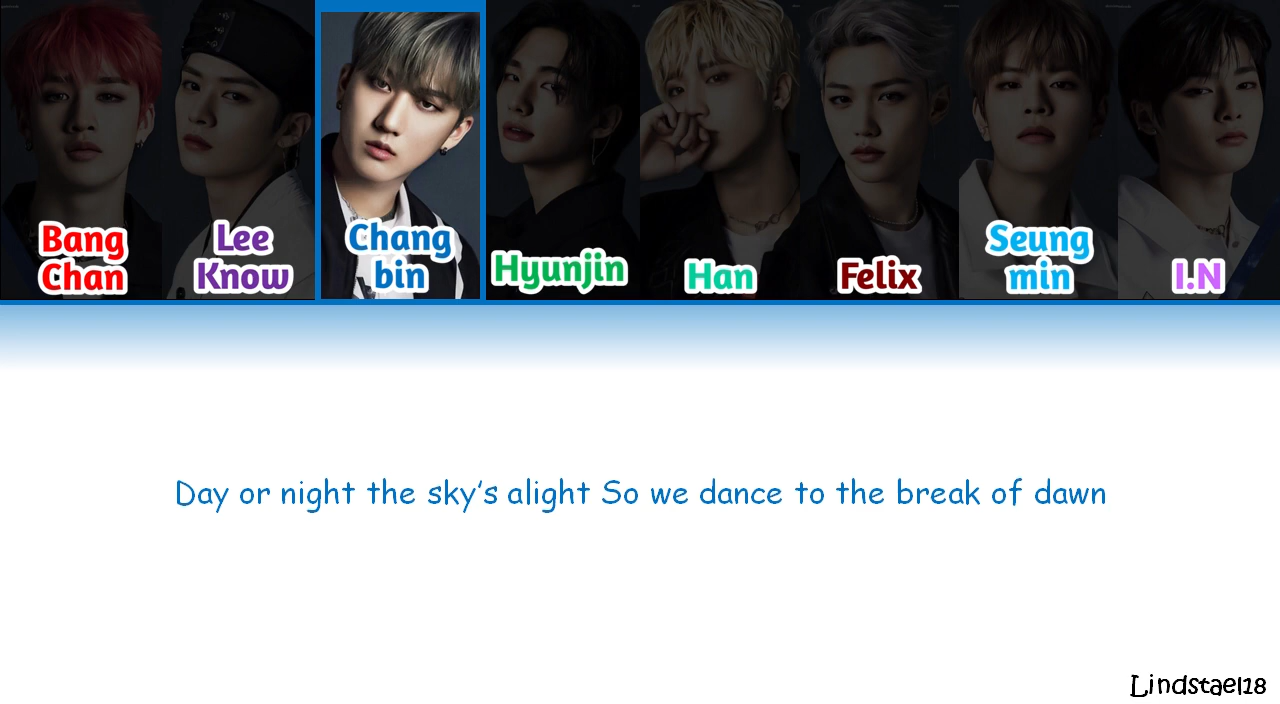 Bang
Chan
Lee
Know
Chang
bin
Hyunjin
Han
Felix
Seung
min
I.N
Day or night the sky's alight So we dance to the break of dawn
Lindstael18